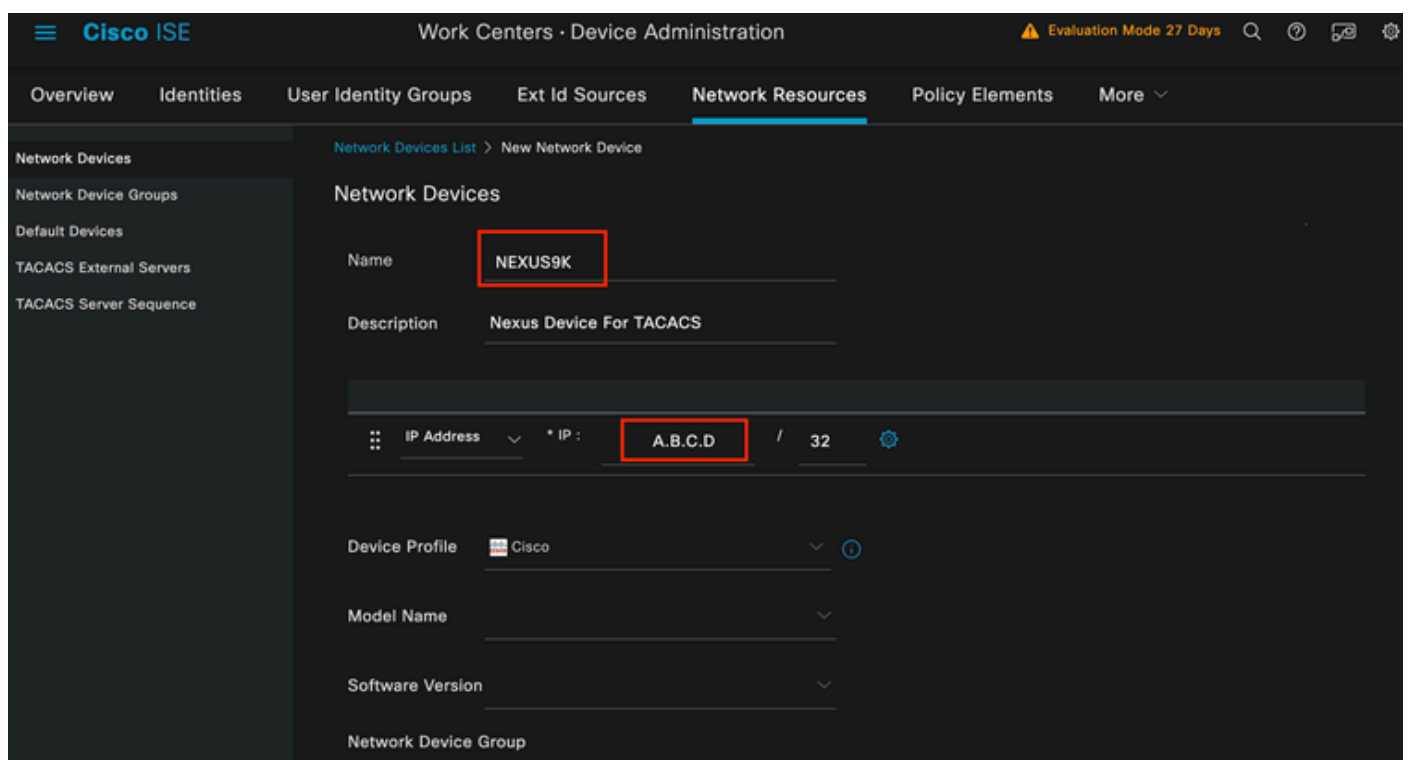 Cisco ISE
Work Centers · Device Administration
Evaluation Mode 27 Days
Overview
Identities
User Identity Groups
Ext Id Sources
Network Resources
Policy Elements
More
Network Devices
Network Device Groups
Default Devices
TACACS External Servers
TACACS Server Sequence
Network Devices List > New Network Device
Network Devices
Name NEXUS9K
Description Nexus Device For TACACS
IP Address * IP : A.B.C.D / 32
Device Profile Cisco
Model Name
Software Version
Network Device Group